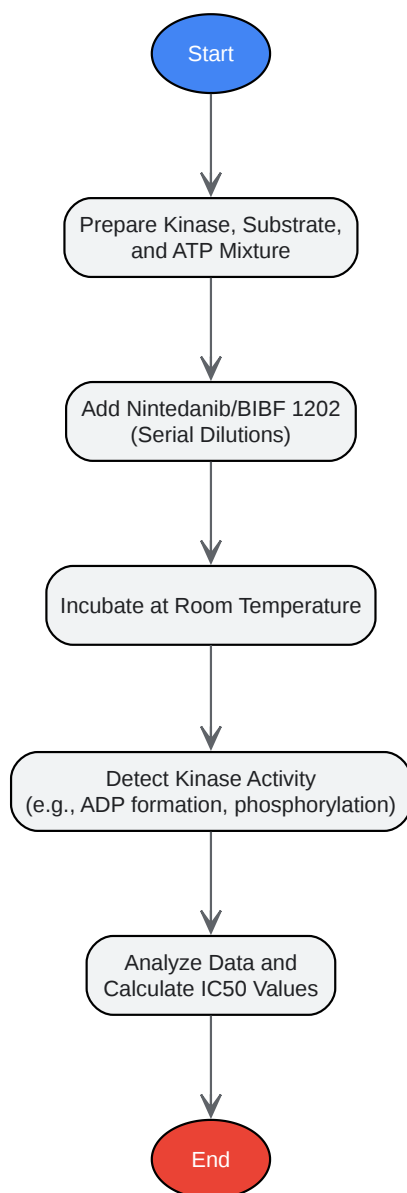 Start
Prepare Kinase, Substrate,
and ATP Mixture
Add Nintedanib/BIBF 1202
(Serial Dilutions)
Incubate at Room Temperature
Detect Kinase Activity
(e.g., ADP formation, phosphorylation)
Analyze Data and
Calculate IC50 Values
End